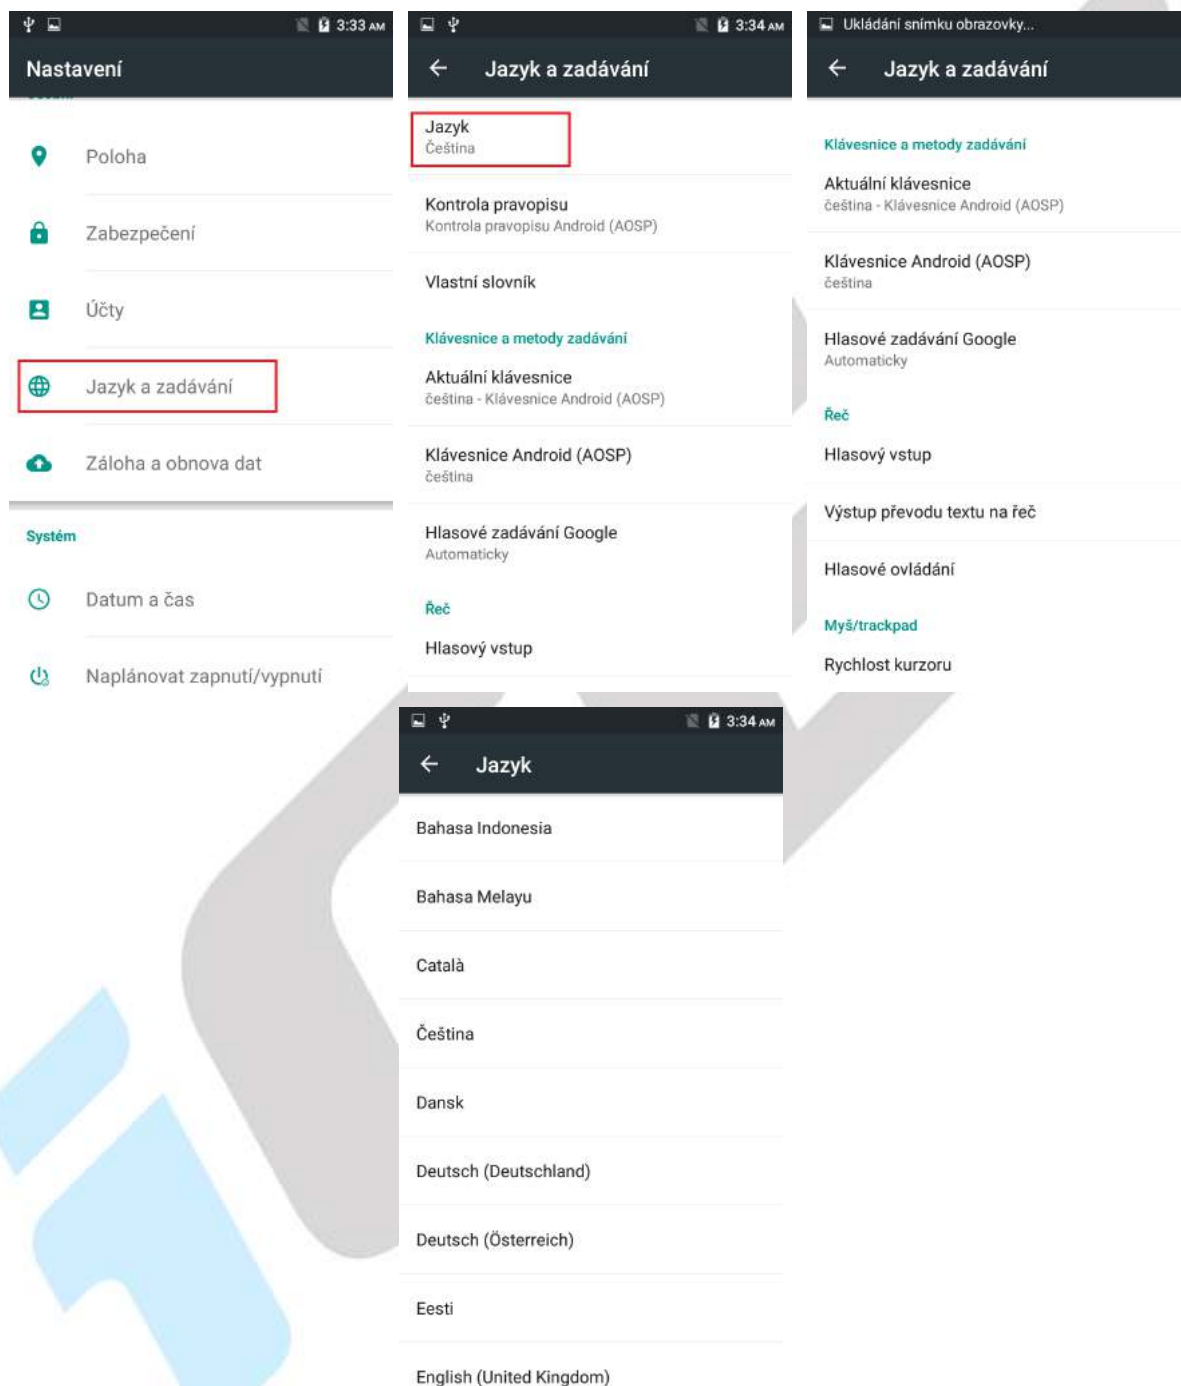 3:33 AM
Nastavení
Poloha
Zabezpečení
Účty
Jazyk a zadávání
Záloha a obnova dat
Systém
Datum a čas
Naplánovat zapnutí/vypnutí
3:34 AM
Jazyk a zadávání
Jazyk
Čeština
Kontrola pravopisu
Kontrola pravopisu Android (AOSP)
Vlastní slovník
Klávesnice a metody zadávání
Aktuální klávesnice
čeština - Klávesnice Android (AOSP)
Klávesnice Android (AOSP)
čeština
Hlasové zadávání Google
Automaticky
Řeč
Hlasový vstup
Ukládání snímku obrazovky...
Jazyk a zadávání
Klávesnice a metody zadávání
Aktuální klávesnice
čeština - Klávesnice Android (AOSP)
Klávesnice Android (AOSP)
čeština
Hlasové zadávání Google
Automaticky
Řeč
Hlasový vstup
Výstup převodu textu na řeč
Hlasové ovládání
Myš/trackpad
Rychlost kurzoru
3:34 AM
Jazyk
Bahasa Indonesia
Bahasa Melayu
Català
Čeština
Dansk
Deutsch (Deutschland)
Deutsch (Österreich)
Eesti
English (United Kingdom)